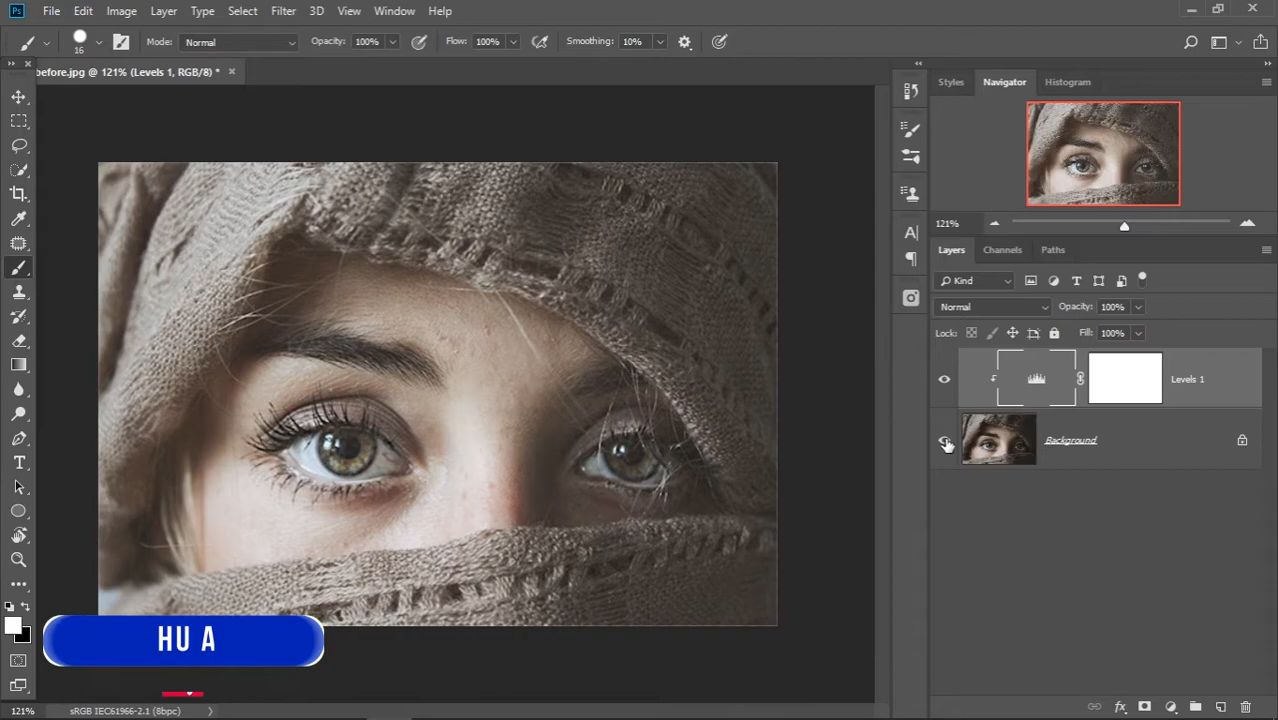 Ps File Edit Image Layer Type Select Filter 3D View Window Help
16 Mode: Normal Opacity: 100% Flow: 100% Smoothing: 10%
before.jpg @ 121% (Levels 1, RGB/8) * ×
Styles Navigator Histogram
121%
Layers Channels Paths
Kind
Normal Opacity: 100%
Lock: Fill: 100%
Levels 1
Background
HU A
121% sRGB IEC61966-2.1 (8bpc)